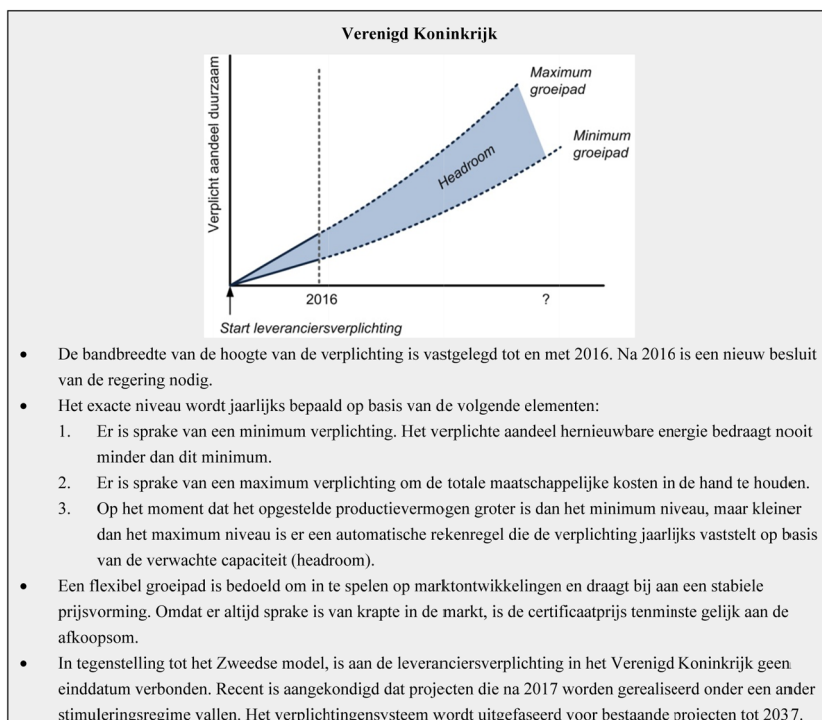 Verenigd Koninkrijk
Verplicht aandeel duurzaam
Maximum
groeipad
Minimum
groeipad
Headroom
2016
?
Start leveranciersverplichting
• De bandbreedte van de hoogte van de verplichting is vastgelegd tot en met 2016. Na 2016 is een nieuw besluit
van de regering nodig.
• Het exacte niveau wordt jaarlijks bepaald op basis van de volgende elementen:
1. Er is sprake van een minimum verplichting. Het verplichte aandeel hernieuwbare energie bedraagt nooit
minder dan dit minimum.
2. Er is sprake van een maximum verplichting om de totale maatschappelijke kosten in de hand te houden.
3. Op het moment dat het opgestelde productievermogen groter is dan het minimum niveau, maar kleiner
dan het maximum niveau is er een automatische rekenregel die de verplichting jaarlijks vaststelt op basis
van de verwachte capaciteit (headroom).
• Een flexibel groeipad is bedoeld om in te spelen op marktontwikkelingen en draagt bij aan een stabiele
prijsvorming. Omdat er altijd sprake is van krapte in de markt, is de certificaatprijs tenminste gelijk aan de
afkoopsom.
• In tegenstelling tot het Zweedse model, is aan de leveranciersverplichting in het Verenigd Koninkrijk geen
einddatum verbonden. Recent is aangekondigd dat projecten die na 2017 worden gerealiseerd onder een ander
stimuleringsregime vallen. Het verplichtingensysteem wordt uitgefaseerd voor bestaande projecten tot 2037.